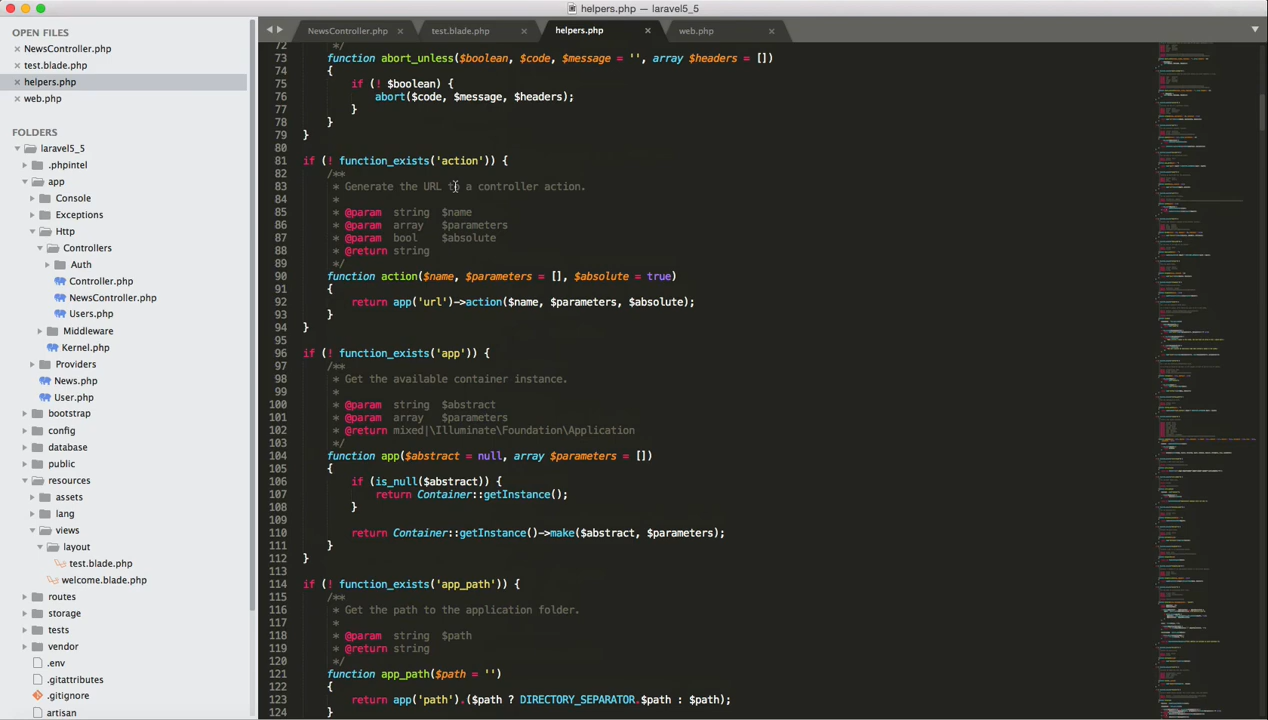 helpers.php — laravel5_5
OPEN FILES
× NewsController.php
× test.blade.php
× helpers.php
× web.php
FOLDERS
laravel5_5
.phpintel
app
Console
Exceptions
Http
Controllers
Auth
Controller.php
NewsController.php
Users.php
Middleware
Kernel.php
Providers
News.php
User.php
bootstrap
config
database
public
resources
assets
lang
views
layout
test.blade.php
welcome.blade.php
routes
storage
tests
vendor
.env
.gitattributes
.gitignore
artisan
NewsController.php × test.blade.php × helpers.php × web.php ×
72 */
73 function abort_unless($boolean, $code, $message = '', array $headers = [])
74 {
75 if (! $boolean) {
76 abort($code, $message, $headers);
77 }
78 }
79 }
80
81 if (! function_exists('action')) {
82 /**
83 * Generate the URL to a controller action.
84 *
85 * @param string $name
86 * @param array $parameters
87 * @param bool $absolute
88 * @return string
89 */
90 function action($name, $parameters = [], $absolute = true)
91 {
92 return app('url')->action($name, $parameters, $absolute);
93 }
94 }
95
96 if (! function_exists('app')) {
97 /**
98 * Get the available container instance.
99 *
100 * @param string $abstract
101 * @param array $parameters
102 * @return mixed|\Illuminate\Foundation\Application
103 */
104 function app($abstract = null, array $parameters = [])
105 {
106 if (is_null($abstract)) {
107 return Container::getInstance();
108 }
109
110 return Container::getInstance()->make($abstract, $parameters);
111 }
112 }
113
114 if (! function_exists('app_path')) {
115 /**
116 * Get the path to the application folder.
117 *
118 * @param string $path
119 * @return string
120 */
121 function app_path($path = '')
122 {
123 return app('path').($path ? DIRECTORY_SEPARATOR.$path : $path);
124 }